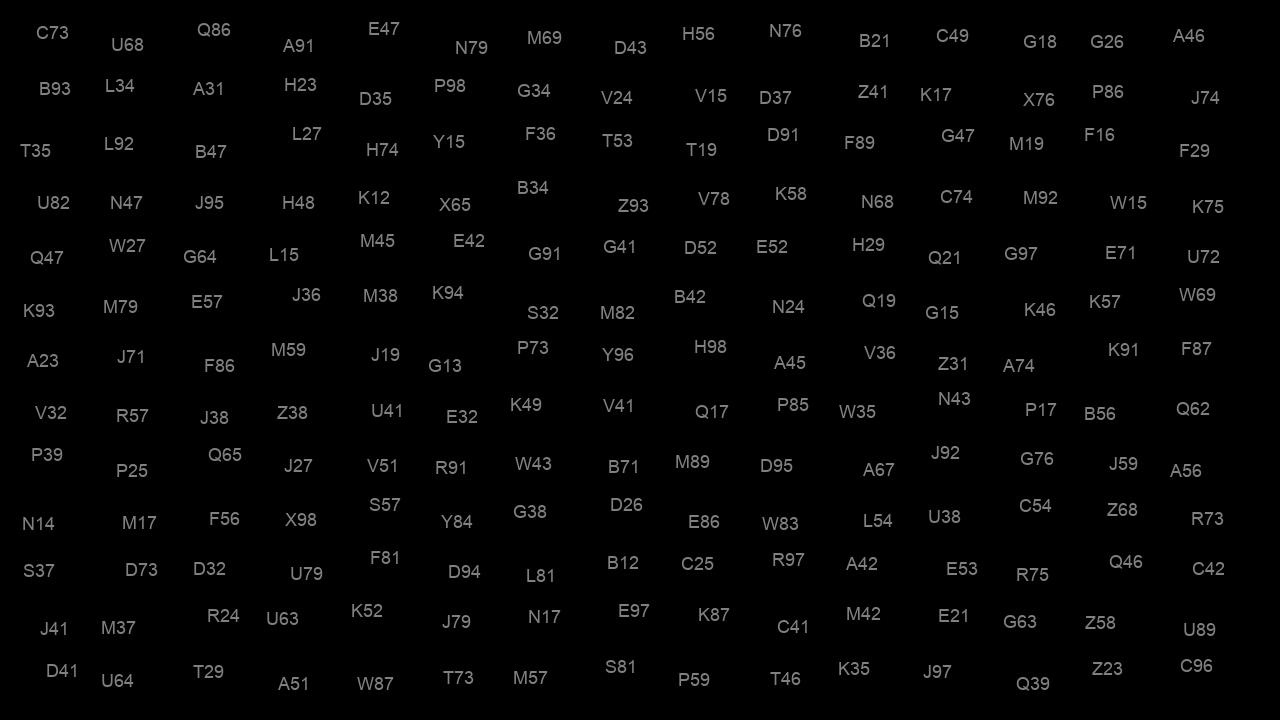 C73 U68 Q86 A91 E47 N79 M69 D43 H56 N76 B21 C49 G18 G26 A46
B93 L34 A31 H23 D35 P98 G34 V24 V15 D37 Z41 K17 X76 P86 J74
T35 L92 B47 L27 H74 Y15 F36 T53 T19 D91 F89 G47 M19 F16 F29
U82 N47 J95 H48 K12 X65 B34 Z93 V78 K58 N68 C74 M92 W15 K75
Q47 W27 G64 L15 M45 E42 G91 G41 D52 E52 H29 Q21 G97 E71 U72
K93 M79 E57 J36 M38 K94 S32 M82 B42 N24 Q19 G15 K46 K57 W69
A23 J71 F86 M59 J19 G13 P73 Y96 H98 A45 V36 Z31 A74 K91 F87
V32 R57 J38 Z38 U41 E32 K49 V41 Q17 P85 W35 N43 P17 B56 Q62
P39 P25 Q65 J27 V51 R91 W43 B71 M89 D95 A67 J92 G76 J59 A56
N14 M17 F56 X98 S57 Y84 G38 D26 E86 W83 L54 U38 C54 Z68 R73
S37 D73 D32 U79 F81 D94 L81 B12 C25 R97 A42 E53 R75 Q46 C42
J41 M37 R24 U63 K52 J79 N17 E97 K87 C41 M42 E21 G63 Z58 U89
D41 U64 T29 A51 W87 T73 M57 S81 P59 T46 K35 J97 Q39 Z23 C96